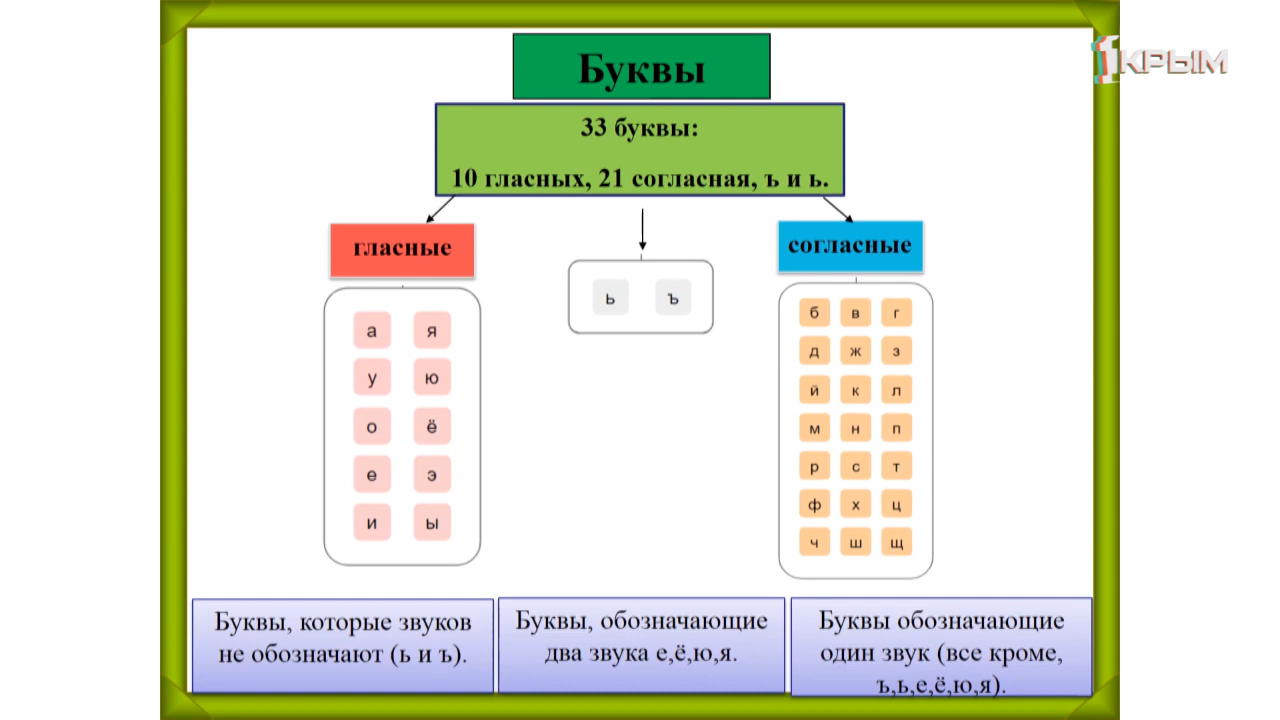 Буквы
1КРЫМ
33 буквы:
10 гласных, 21 согласная, ъ и ь.
гласные
согласные
ь ъ
а я
у ю
о ё
е э
и ы
б в г
д ж з
й к л
м н п
р с т
ф х ц
ч ш щ
Буквы, которые звуков
не обозначают (ь и ъ).
Буквы, обозначающие
два звука е,ё,ю,я.
Буквы обозначающие
один звук (все кроме,
ъ,ь,е,ё,ю,я).